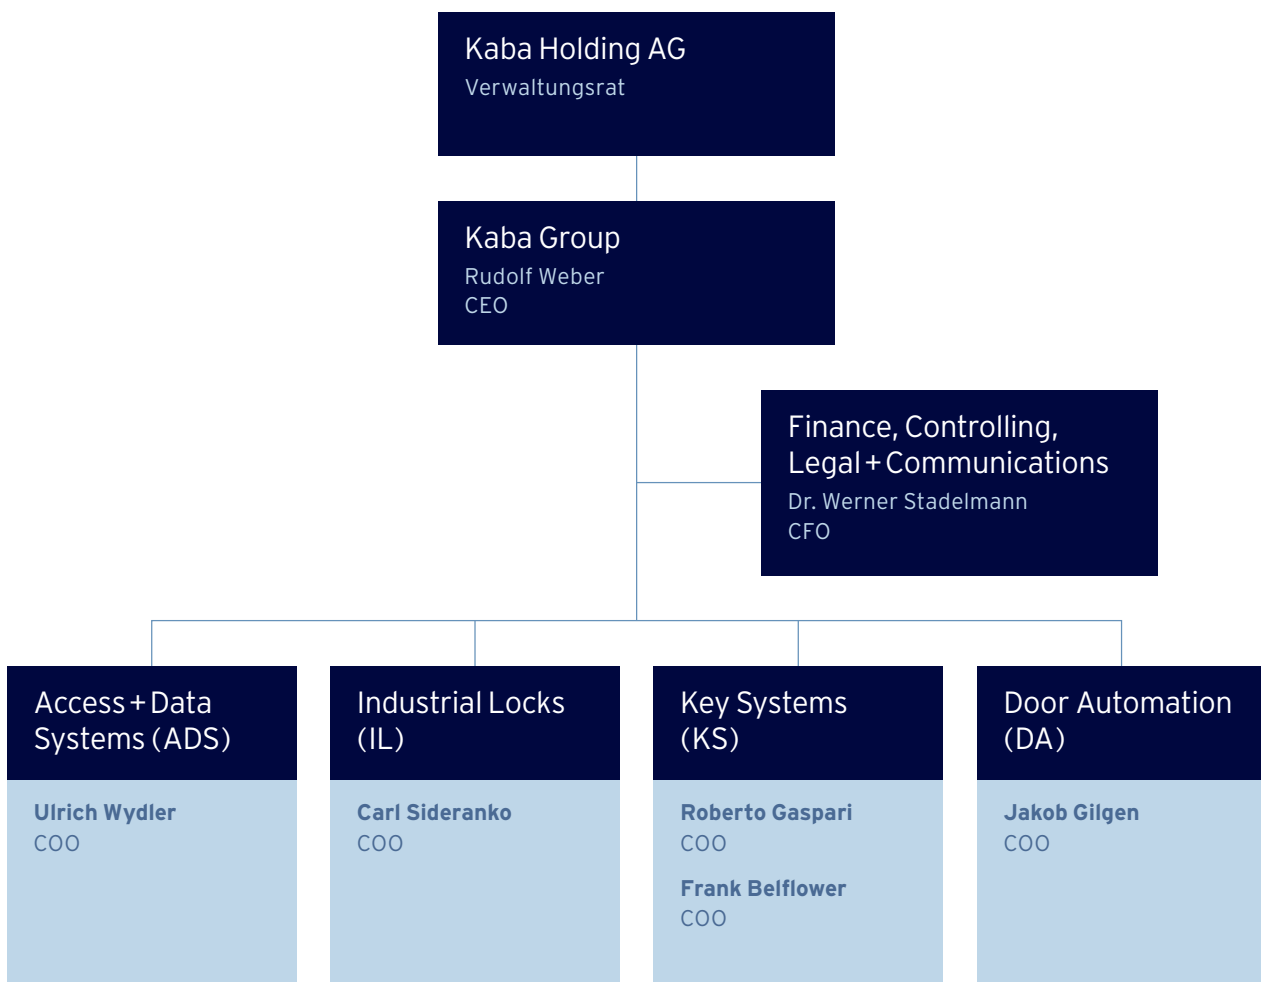 Kaba Holding AG
Verwaltungsrat
Kaba Group
Rudolf Weber
CEO
Finance, Controlling,
Legal + Communications
Dr. Werner Stadelmann
CFO
Access + Data
Systems (ADS)
Ulrich Wydler
COO
Industrial Locks
(IL)
Carl Sideranko
COO
Key Systems
(KS)
Roberto Gaspari
COO
Frank Belflower
COO
Door Automation
(DA)
Jakob Gilgen
COO